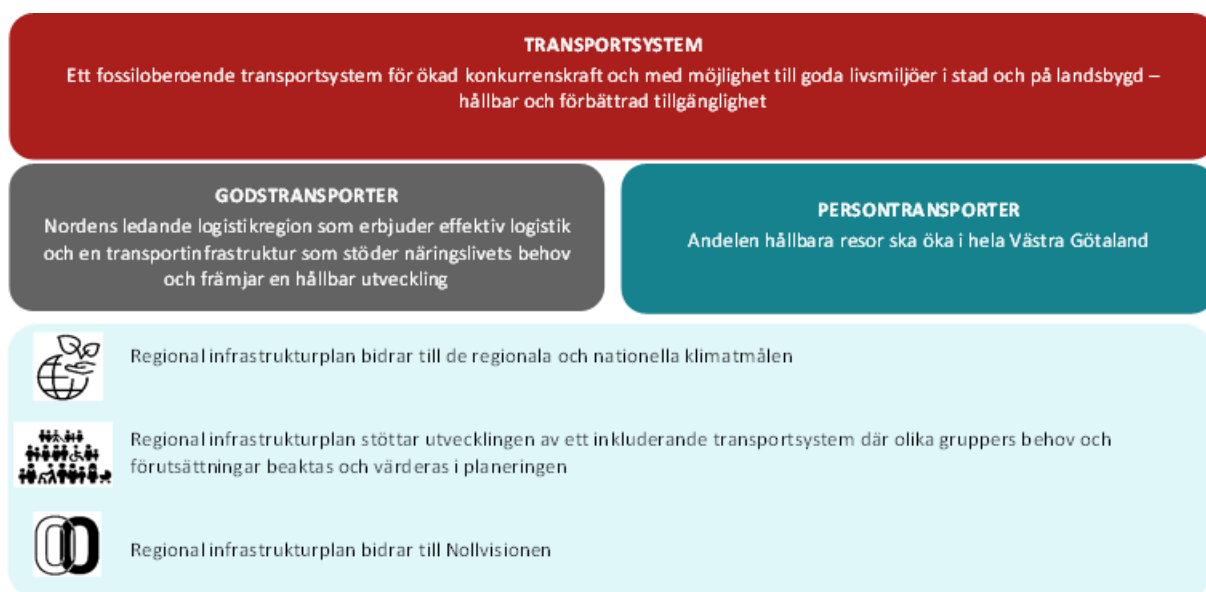 TRANSPORTSYSTEM
Ett fossiloberoende transportsystem för ökad konkurrenskraft och med möjlighet till goda livsmiljöer i stad och på landsbygd –
hållbar och förbättrad tillgänglighet
GODSTRANSPORTER
Nordens ledande logistikregion som erbjuder effektiv logistik
och en transportinfrastruktur som stöder näringslivets behov
och främjar en hållbar utveckling
PERSONTRANSPORTER
Andelen hållbara resor ska öka i hela Västra Götaland
Regional infrastrukturplan bidrar till de regionala och nationella klimatmålen
Regional infrastrukturplan stöttar utvecklingen av ett inkluderande transportsystem där olika gruppers behov och
förutsättningar beaktas och värderas i planeringen
Regional infrastrukturplan bidrar till Nollvisionen